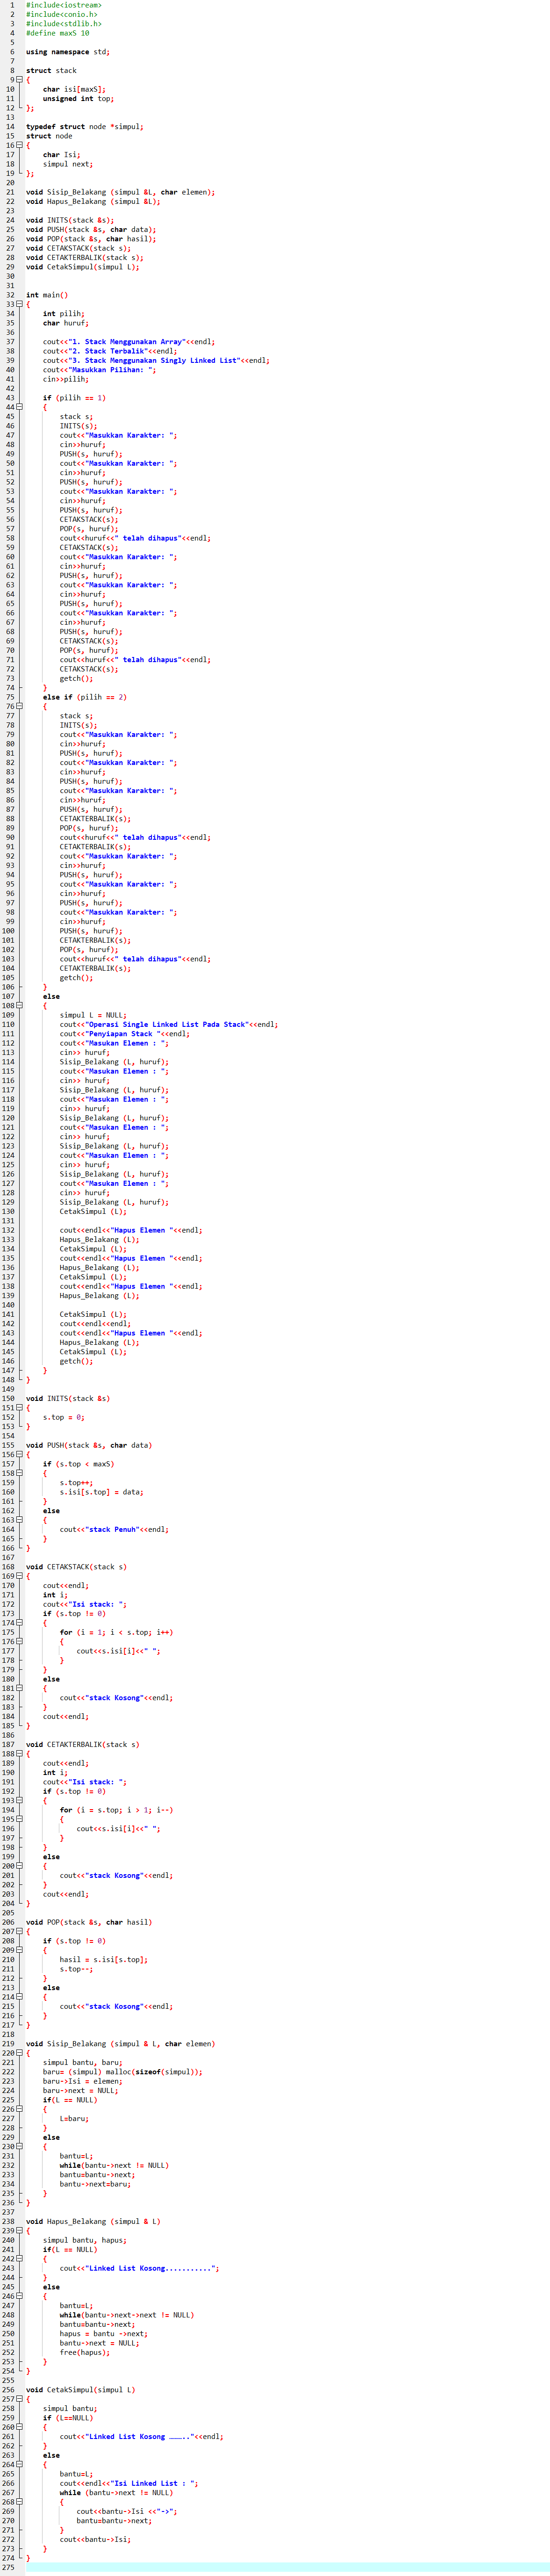 1 #include<iostream>
2 #include<conio.h>
3 #include<stdlib.h>
4 #define maxS 10
5
6 using namespace std;
7
8 struct stack
9 {
10 char isi[maxS];
11 unsigned int top;
12 };
13
14 typedef struct node *simpul;
15 struct node
16 {
17 char Isi;
18 simpul next;
19 };
20
21 void Sisip_Belakang (simpul &L, char elemen);
22 void Hapus_Belakang (simpul &L);
23
24 void INITS(stack &s);
25 void PUSH(stack &s, char data);
26 void POP(stack &s, char hasil);
27 void CETAKSTACK(stack s);
28 void CETAKTERBALIK(stack s);
29 void CetakSimpul(simpul L);
30
31
32 int main()
33 {
34 int pilih;
35 char huruf;
36
37 cout<<"1. Stack Menggunakan Array"<<endl;
38 cout<<"2. Stack Terbalik"<<endl;
39 cout<<"3. Stack Menggunakan Singly Linked List"<<endl;
40 cout<<"Masukkan Pilihan: ";
41 cin>>pilih;
42
43 if (pilih == 1)
44 {
45 stack s;
46 INITS(s);
47 cout<<"Masukkan Karakter: ";
48 cin>>huruf;
49 PUSH(s, huruf);
50 cout<<"Masukkan Karakter: ";
51 cin>>huruf;
52 PUSH(s, huruf);
53 cout<<"Masukkan Karakter: ";
54 cin>>huruf;
55 PUSH(s, huruf);
56 CETAKSTACK(s);
57 POP(s, huruf);
58 cout<<huruf<<" telah dihapus"<<endl;
59 CETAKSTACK(s);
60 cout<<"Masukkan Karakter: ";
61 cin>>huruf;
62 PUSH(s, huruf);
63 cout<<"Masukkan Karakter: ";
64 cin>>huruf;
65 PUSH(s, huruf);
66 cout<<"Masukkan Karakter: ";
67 cin>>huruf;
68 PUSH(s, huruf);
69 CETAKSTACK(s);
70 POP(s, huruf);
71 cout<<huruf<<" telah dihapus"<<endl;
72 CETAKSTACK(s);
73 getch();
74 }
75 else if (pilih == 2)
76 {
77 stack s;
78 INITS(s);
79 cout<<"Masukkan Karakter: ";
80 cin>>huruf;
81 PUSH(s, huruf);
82 cout<<"Masukkan Karakter: ";
83 cin>>huruf;
84 PUSH(s, huruf);
85 cout<<"Masukkan Karakter: ";
86 cin>>huruf;
87 PUSH(s, huruf);
88 CETAKTERBALIK(s);
89 POP(s, huruf);
90 cout<<huruf<<" telah dihapus"<<endl;
91 CETAKTERBALIK(s);
92 cout<<"Masukkan Karakter: ";
93 cin>>huruf;
94 PUSH(s, huruf);
95 cout<<"Masukkan Karakter: ";
96 cin>>huruf;
97 PUSH(s, huruf);
98 cout<<"Masukkan Karakter: ";
99 cin>>huruf;
100 PUSH(s, huruf);
101 CETAKTERBALIK(s);
102 POP(s, huruf);
103 cout<<huruf<<" telah dihapus"<<endl;
104 CETAKTERBALIK(s);
105 getch();
106 }
107 else
108 {
109 simpul L = NULL;
110 cout<<"Operasi Single Linked List Pada Stack"<<endl;
111 cout<<"Penyiapan Stack "<<endl;
112 cout<<"Masukan Elemen : ";
113 cin>> huruf;
114 Sisip_Belakang (L, huruf);
115 cout<<"Masukan Elemen : ";
116 cin>> huruf;
117 Sisip_Belakang (L, huruf);
118 cout<<"Masukan Elemen : ";
119 cin>> huruf;
120 Sisip_Belakang (L, huruf);
121 cout<<"Masukan Elemen : ";
122 cin>> huruf;
123 Sisip_Belakang (L, huruf);
124 cout<<"Masukan Elemen : ";
125 cin>> huruf;
126 Sisip_Belakang (L, huruf);
127 cout<<"Masukan Elemen : ";
128 cin>> huruf;
129 Sisip_Belakang (L, huruf);
130 CetakSimpul (L);
131
132 cout<<endl<<"Hapus Elemen "<<endl;
133 Hapus_Belakang (L);
134 CetakSimpul (L);
135 cout<<endl<<"Hapus Elemen "<<endl;
136 Hapus_Belakang (L);
137 CetakSimpul (L);
138 cout<<endl<<"Hapus Elemen "<<endl;
139 Hapus_Belakang (L);
140
141 CetakSimpul (L);
142 cout<<endl<<endl;
143 cout<<endl<<"Hapus Elemen "<<endl;
144 Hapus_Belakang (L);
145 CetakSimpul (L);
146 getch();
147 }
148 }
149
150 void INITS(stack &s)
151 {
152 s.top = 0;
153 }
154
155 void PUSH(stack &s, char data)
156 {
157 if (s.top < maxS)
158 {
159 s.top++;
160 s.isi[s.top] = data;
161 }
162 else
163 {
164 cout<<"stack Penuh"<<endl;
165 }
166 }
167
168 void CETAKSTACK(stack s)
169 {
170 cout<<endl;
171 int i;
172 cout<<"Isi stack: ";
173 if (s.top != 0)
174 {
175 for (i = 1; i < s.top; i++)
176 {
177 cout<<s.isi[i]<<" ";
178 }
179 }
180 else
181 {
182 cout<<"stack Kosong"<<endl;
183 }
184 cout<<endl;
185 }
186
187 void CETAKTERBALIK(stack s)
188 {
189 cout<<endl;
190 int i;
191 cout<<"Isi stack: ";
192 if (s.top != 0)
193 {
194 for (i = s.top; i > 1; i--)
195 {
196 cout<<s.isi[i]<<" ";
197 }
198 }
199 else
200 {
201 cout<<"stack Kosong"<<endl;
202 }
203 cout<<endl;
204 }
205
206 void POP(stack &s, char hasil)
207 {
208 if (s.top != 0)
209 {
210 hasil = s.isi[s.top];
211 s.top--;
212 }
213 else
214 {
215 cout<<"stack Kosong"<<endl;
216 }
217 }
218
219 void Sisip_Belakang (simpul & L, char elemen)
220 {
221 simpul bantu, baru;
222 baru= (simpul) malloc(sizeof(simpul));
223 baru->Isi = elemen;
224 baru->next = NULL;
225 if(L == NULL)
226 {
227 L=baru;
228 }
229 else
230 {
231 bantu=L;
232 while(bantu->next != NULL)
233 bantu=bantu->next;
234 bantu->next=baru;
235 }
236 }
237
238 void Hapus_Belakang (simpul & L)
239 {
240 simpul bantu, hapus;
241 if(L == NULL)
242 {
243 cout<<"Linked List Kosong...........";
244 }
245 else
246 {
247 bantu=L;
248 while(bantu->next->next != NULL)
249 bantu=bantu->next;
250 hapus = bantu ->next;
251 bantu->next = NULL;
252 free(hapus);
253 }
254 }
255
256 void CetakSimpul(simpul L)
257 {
258 simpul bantu;
259 if (L==NULL)
260 {
261 cout<<"Linked List Kosong ……….."<<endl;
262 }
263 else
264 {
265 bantu=L;
266 cout<<endl<<"Isi Linked List : ";
267 while (bantu->next != NULL)
268 {
269 cout<<bantu->Isi <<"->";
270 bantu=bantu->next;
271 }
272 cout<<bantu->Isi;
273 }
274 }
275